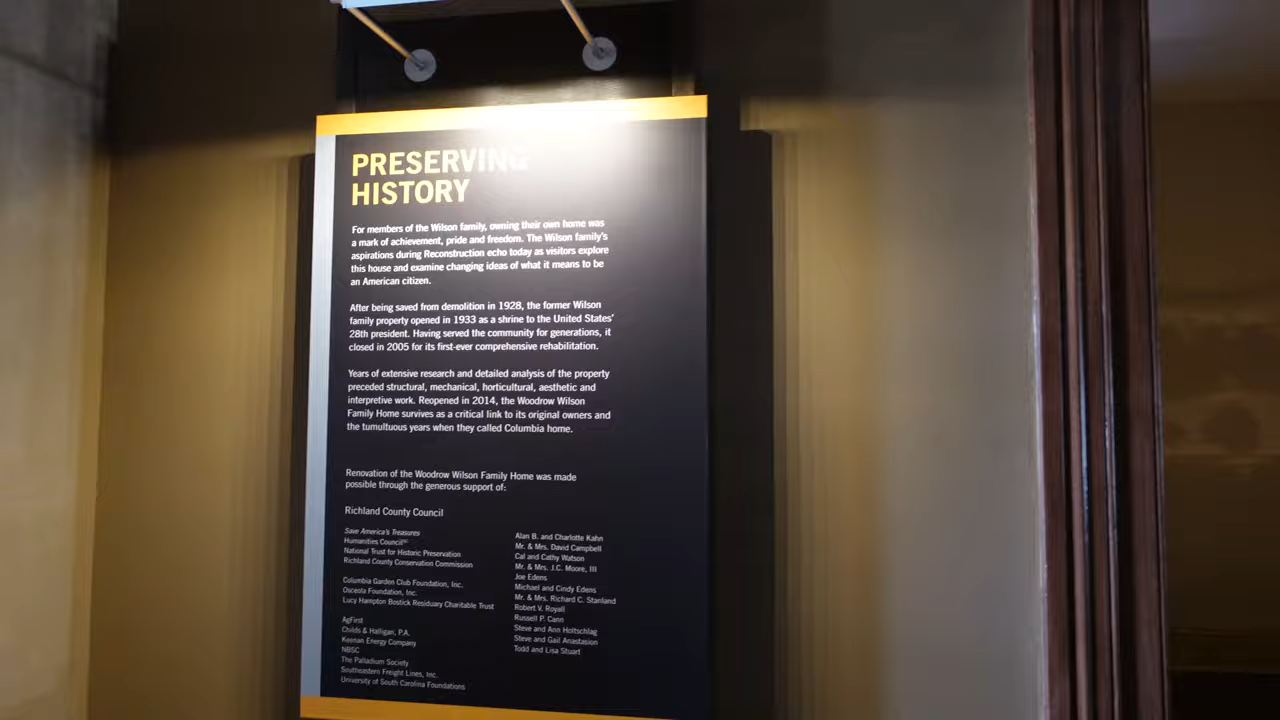 PRESERVING
HISTORY
For members of the Wilson family, owning their own home was
a mark of achievement, pride and freedom. The Wilson family's
aspirations during Reconstruction echo today as visitors explore
this house and examine changing ideas of what it means to be
an American citizen.
After being saved from demolition in 1928, the former Wilson
family property opened in 1933 as a shrine to the United States'
28th president. Having served the community for generations, it
closed in 2005 for its first-ever comprehensive rehabilitation.
Years of extensive research and detailed analysis of the property
preceded structural, mechanical, horticultural, aesthetic and
interpretive work. Reopened in 2014, the Woodrow Wilson
Family Home survives as a critical link to its original owners and
the tumultuous years when they called Columbia home.
Renovation of the Woodrow Wilson Family Home was made
possible through the generous support of:
Richland County Council
Save America's Treasures
Humanities Council
National Trust for Historic Preservation
Richland County Conservation Commission
Columbia Garden Club Foundation, Inc.
Osceola Foundation, Inc.
Lucy Hampton Bostick Residuary Charitable Trust
AgFirst
Childs & Halligan, P.A.
Keenan Energy Company
NBSC
The Palladium Society
Southeastern Freight Lines, Inc.
University of South Carolina Foundations
Alan B. and Charlotte Kahn
Mr. & Mrs. David Campbell
Cal and Cathy Watson
Mr. & Mrs. J.C. Moore, III
Joe Edens
Michael and Cindy Edens
Mr. & Mrs. Richard C. Stanland
Robert V. Royall
Russell P. Cann
Steve and Ann Holtschlag
Steve and Gail Anastasion
Todd and Lisa Stuart